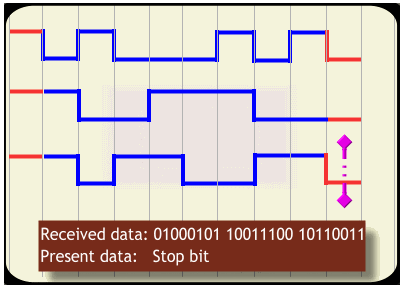 Received data: 01000101 10011100 10110011
Present data: Stop bit